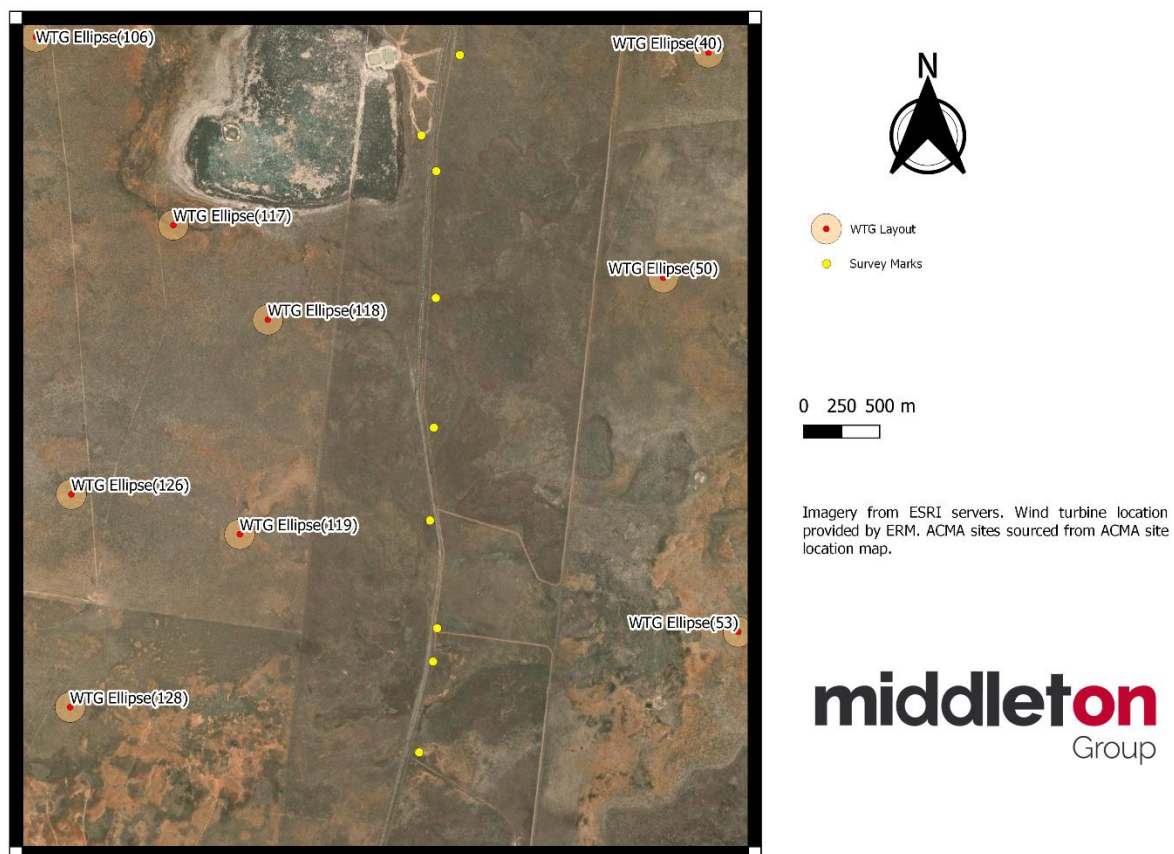 WTG Ellipse(106)
WTG Ellipse(40)
WTG Ellipse(117)
WTG Ellipse(50)
WTG Ellipse(118)
WTG Ellipse(126)
WTG Ellipse(119)
WTG Ellipse(53)
WTG Ellipse(128)
N
WTG Layout
Survey Marks
0 250 500 m
Imagery from ESRI servers. Wind turbine location
provided by ERM. ACMA sites sourced from ACMA site
location map.
middleton
Group